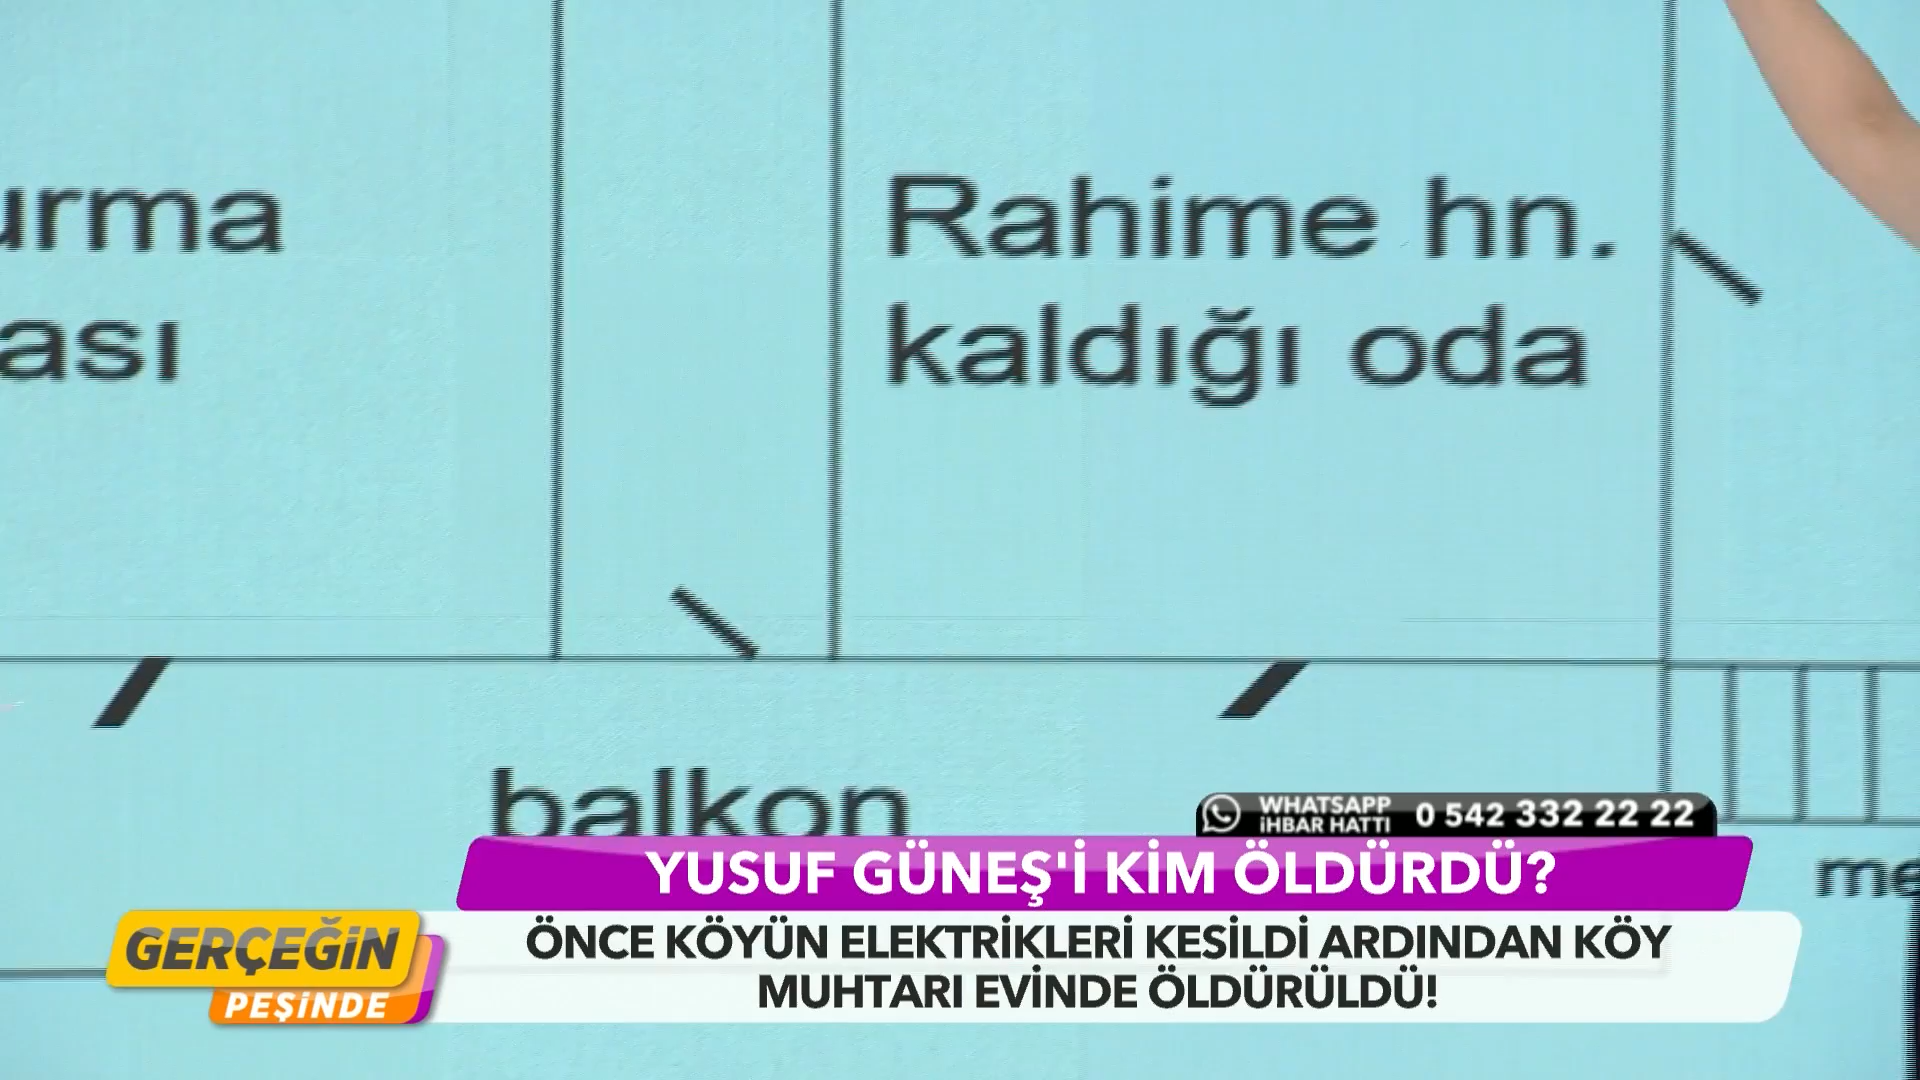 urma
ası
Rahime hn.
kaldığı oda
balkon
WHATSAPP
İHBAR HATTI
0 542 332 22 22
YUSUF GÜNEŞ'İ KİM ÖLDÜRDÜ?
ÖNCE KÖYÜN ELEKTRİKLERİ KESİLDİ ARDINDAN KÖY
MUHTARI EVİNDE ÖLDÜRÜLDÜ!
GERÇEĞİN
PEŞİNDE
me